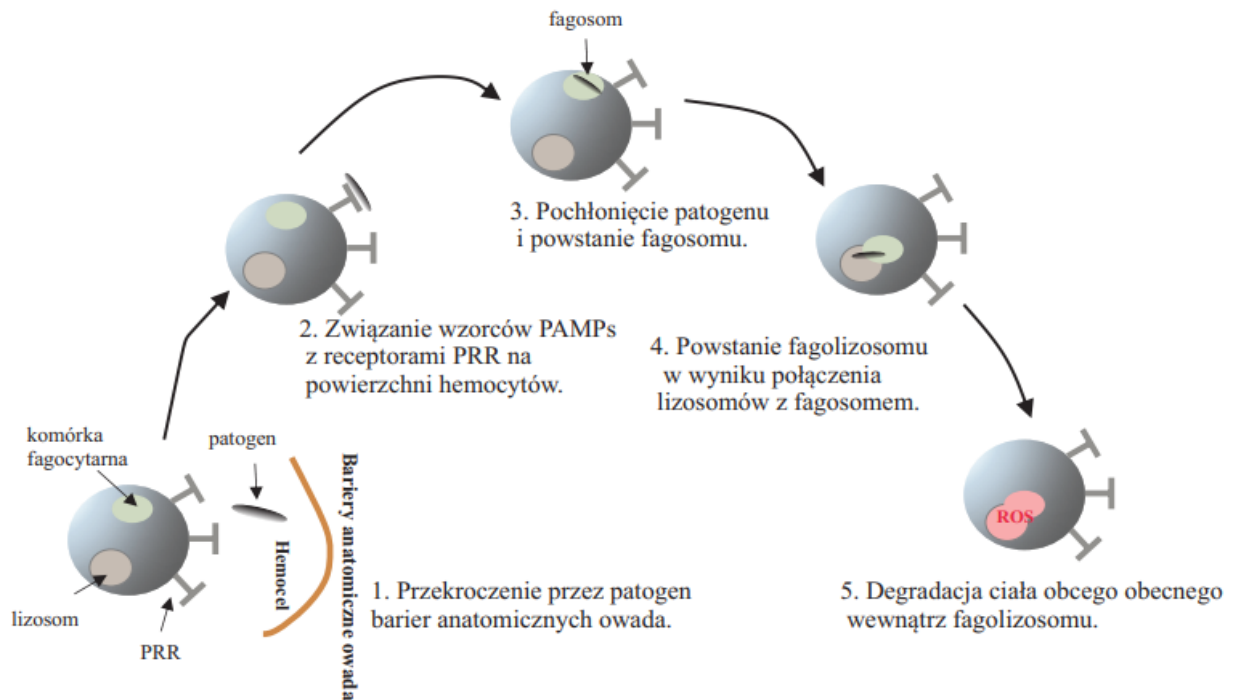 fagosom
3. Pochłonięcie patogenu
i powstanie fagosomu.
2. Związanie wzorców PAMPs
z receptorami PRR na
powierzchni hemocytów.
4. Powstanie fagolizosomu
w wyniku połączenia
lizosomów z fagosomem.
komórka
fagocytarna
patogen
Bariery anatomiczne owada
Hemocel
lizosom
PRR
1. Przekroczenie przez patogen
barier anatomicznych owada.
ROS
5. Degradacja ciała obcego obecnego
wewnątrz fagolizosomu.